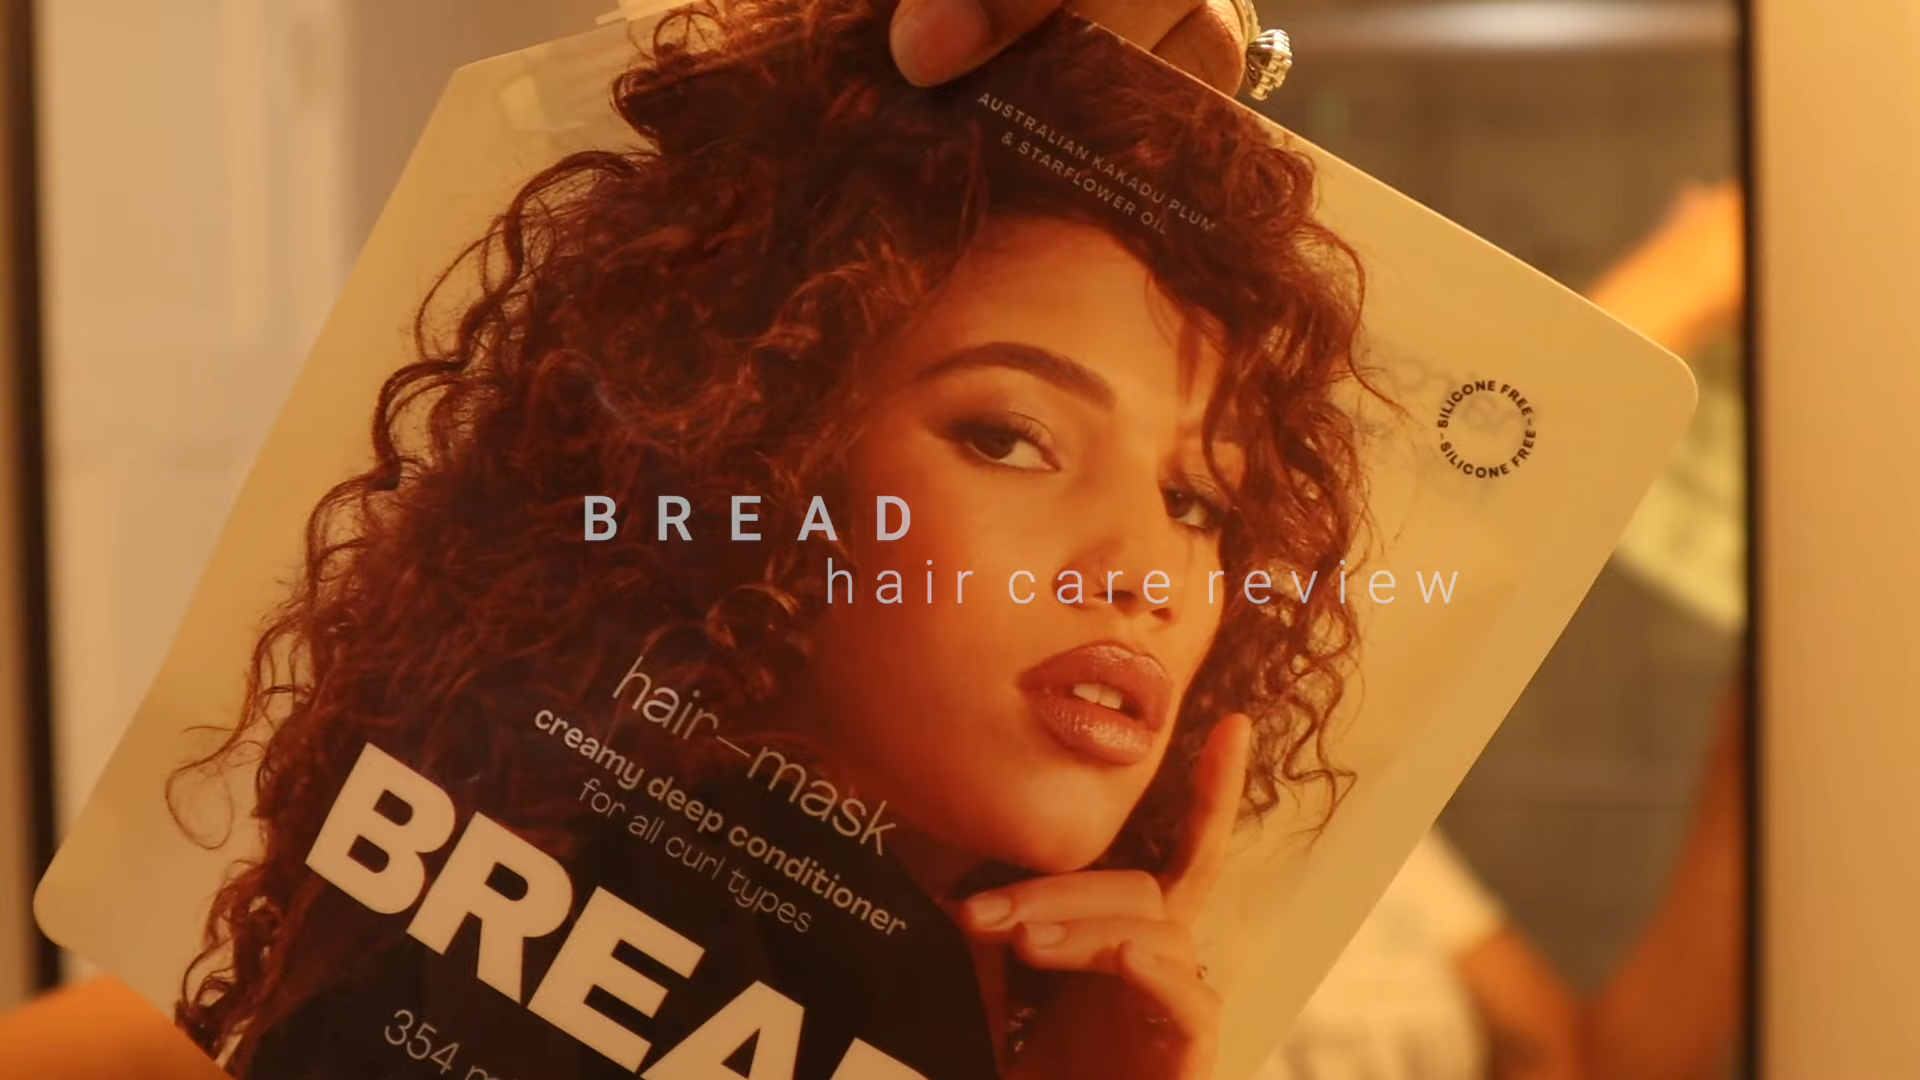 AUSTRALIAN KAKADU PLUM
& STARFLOWER OIL
SILICONE FREE - SILICONE FREE -
BREAD
hair care review
hair—mask
creamy deep conditioner
for all curl types
BREAD
354